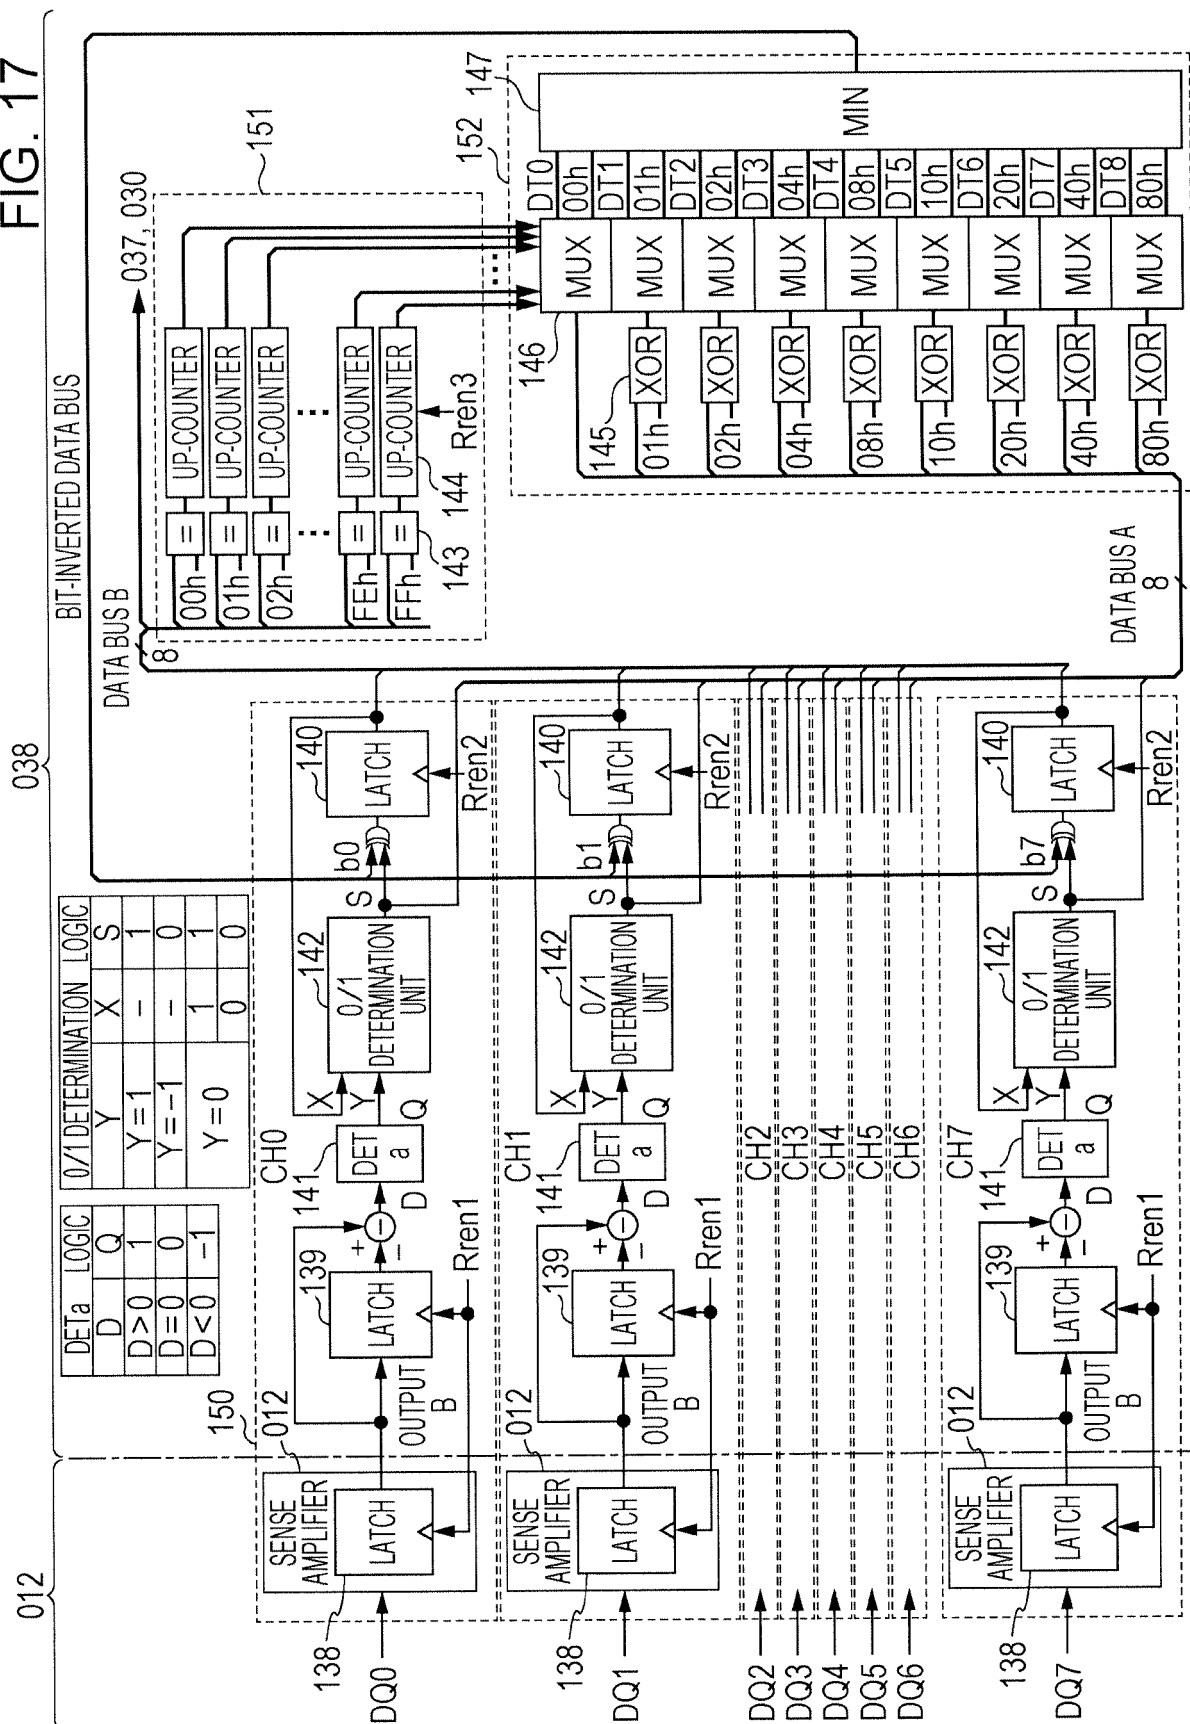 FIG. 17
012
038
DETa LOGIC
D Q
D>0 1
D=0 0
D<0 -1
0/1 DETERMINATION LOGIC
Y X S
Y=1 - 1
Y=-1 - 0
Y=0 1 1
0 0
BIT-INVERTED DATA BUS
DATA BUS B
8
037, 030
151
00h = UP-COUNTER
01h = UP-COUNTER
02h = UP-COUNTER
FEh = UP-COUNTER
FFh = UP-COUNTER
143
144
Rren3
150
CH0
DQ0
138
SENSE
AMPLIFIER
012
LATCH
OUTPUT
B
139
LATCH
+
−
−
D
141
DET
a
Q
X
Y
142
0/1
DETERMINATION
UNIT
S
b0
140
LATCH
Rren1
Rren2
CH1
DQ1
138
SENSE
AMPLIFIER
012
LATCH
OUTPUT
B
139
LATCH
+
−
−
D
141
DET
a
Q
X
Y
142
0/1
DETERMINATION
UNIT
S
b1
140
LATCH
Rren1
Rren2
DQ2 CH2
DQ3 CH3
DQ4 CH4
DQ5 CH5
DQ6 CH6
CH7
DQ7
138
SENSE
AMPLIFIER
012
LATCH
OUTPUT
B
139
LATCH
+
−
−
D
141
DET
a
Q
X
Y
142
0/1
DETERMINATION
UNIT
S
b7
140
LATCH
Rren1
Rren2
DATA BUS A
8
152
147
145
146
MUX DT0 00h
01h XOR MUX DT1 01h
02h XOR MUX DT2 02h
04h XOR MUX DT3 04h
08h XOR MUX DT4 08h
10h XOR MUX DT5 10h
20h XOR MUX DT6 20h
40h XOR MUX DT7 40h
80h XOR MUX DT8 80h
MIN